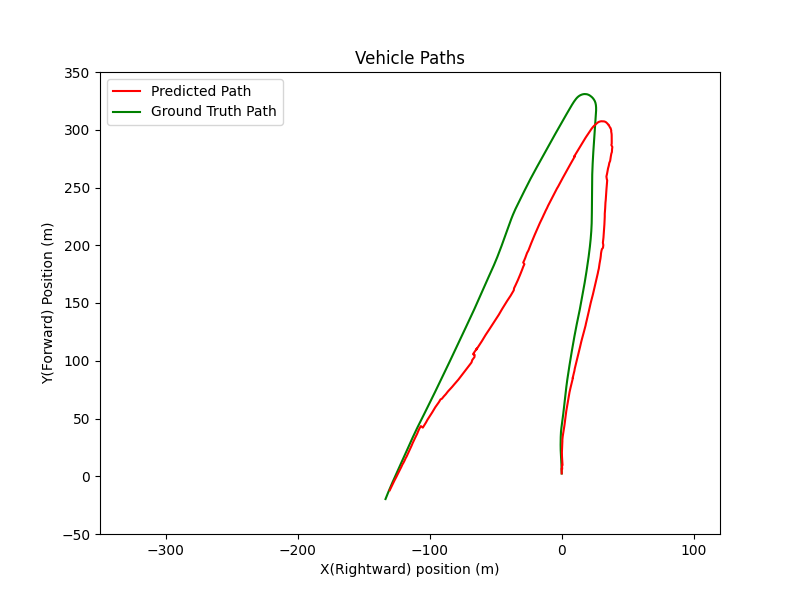 Vehicle Paths
Predicted Path
Ground Truth Path
350
300
250
200
150
100
50
0
−50
Y(Forward) Position (m)
−300
−200
−100
0
100
X(Rightward) position (m)